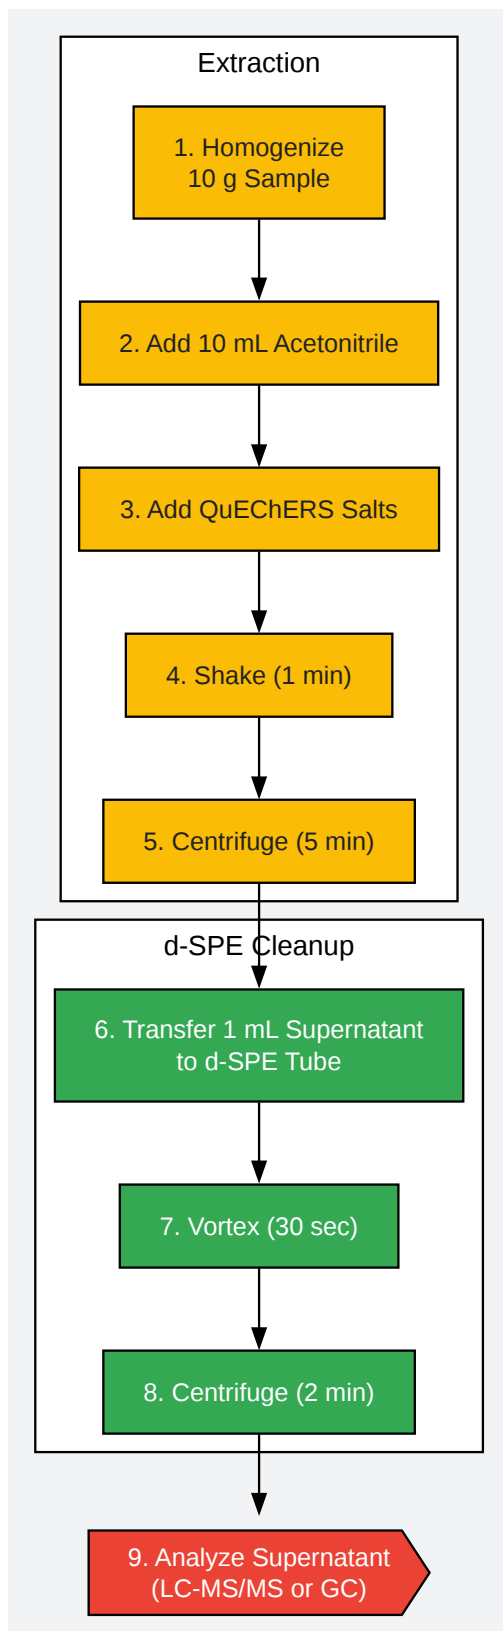 Extraction
1. Homogenize
10 g Sample
2. Add 10 mL Acetonitrile
3. Add QuEChERS Salts
4. Shake (1 min)
5. Centrifuge (5 min)
d-SPE Cleanup
6. Transfer 1 mL Supernatant
to d-SPE Tube
7. Vortex (30 sec)
8. Centrifuge (2 min)
9. Analyze Supernatant
(LC-MS/MS or GC)